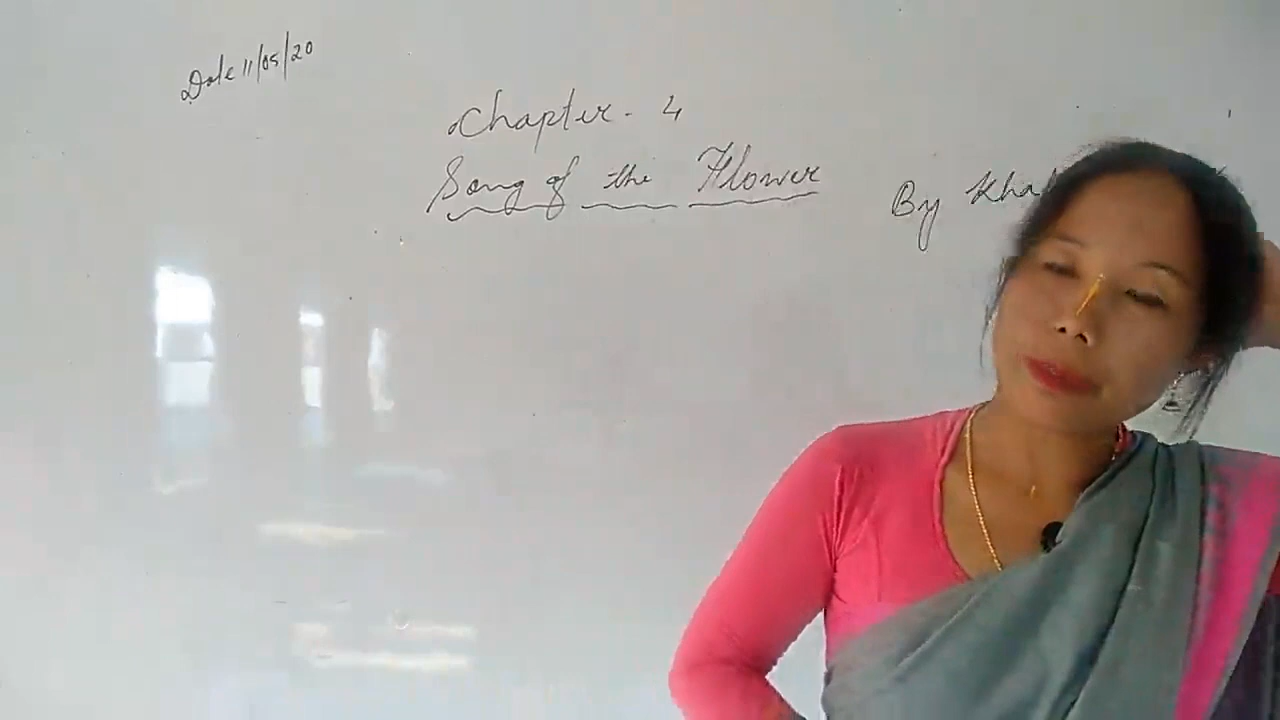 Date 11/05/20
Chapter - 4
Song of the Flower
By